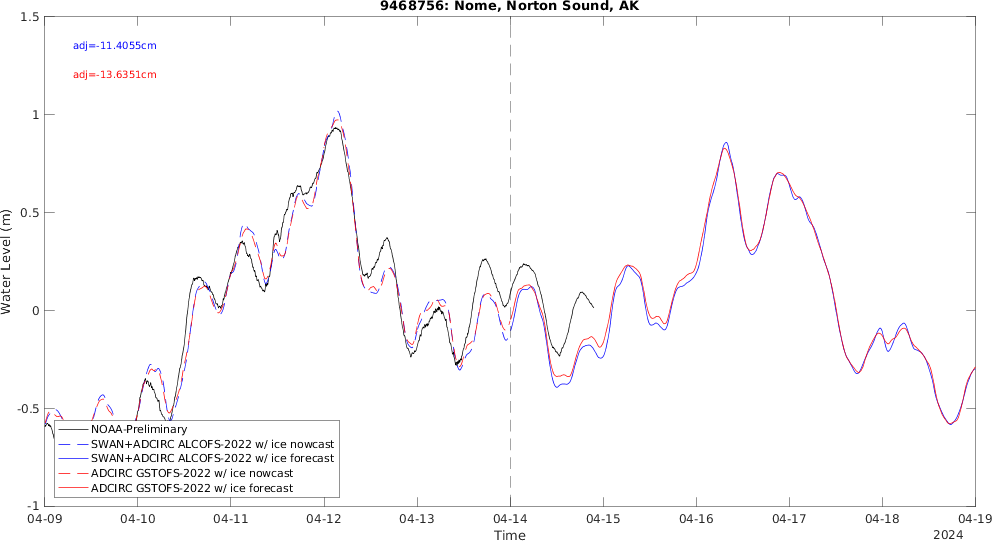 9468756: Nome, Norton Sound, AK
1.5
adj=-11.4055cm
adj=-13.6351cm
1
0.5
0
-0.5
-1
Water Level (m)
NOAA-Preliminary
SWAN+ADCIRC ALCOFS-2022 w/ ice nowcast
SWAN+ADCIRC ALCOFS-2022 w/ ice forecast
ADCIRC GSTOFS-2022 w/ ice nowcast
ADCIRC GSTOFS-2022 w/ ice forecast
04-09 04-10 04-11 04-12 04-13 04-14 04-15 04-16 04-17 04-18 04-19
Time
2024